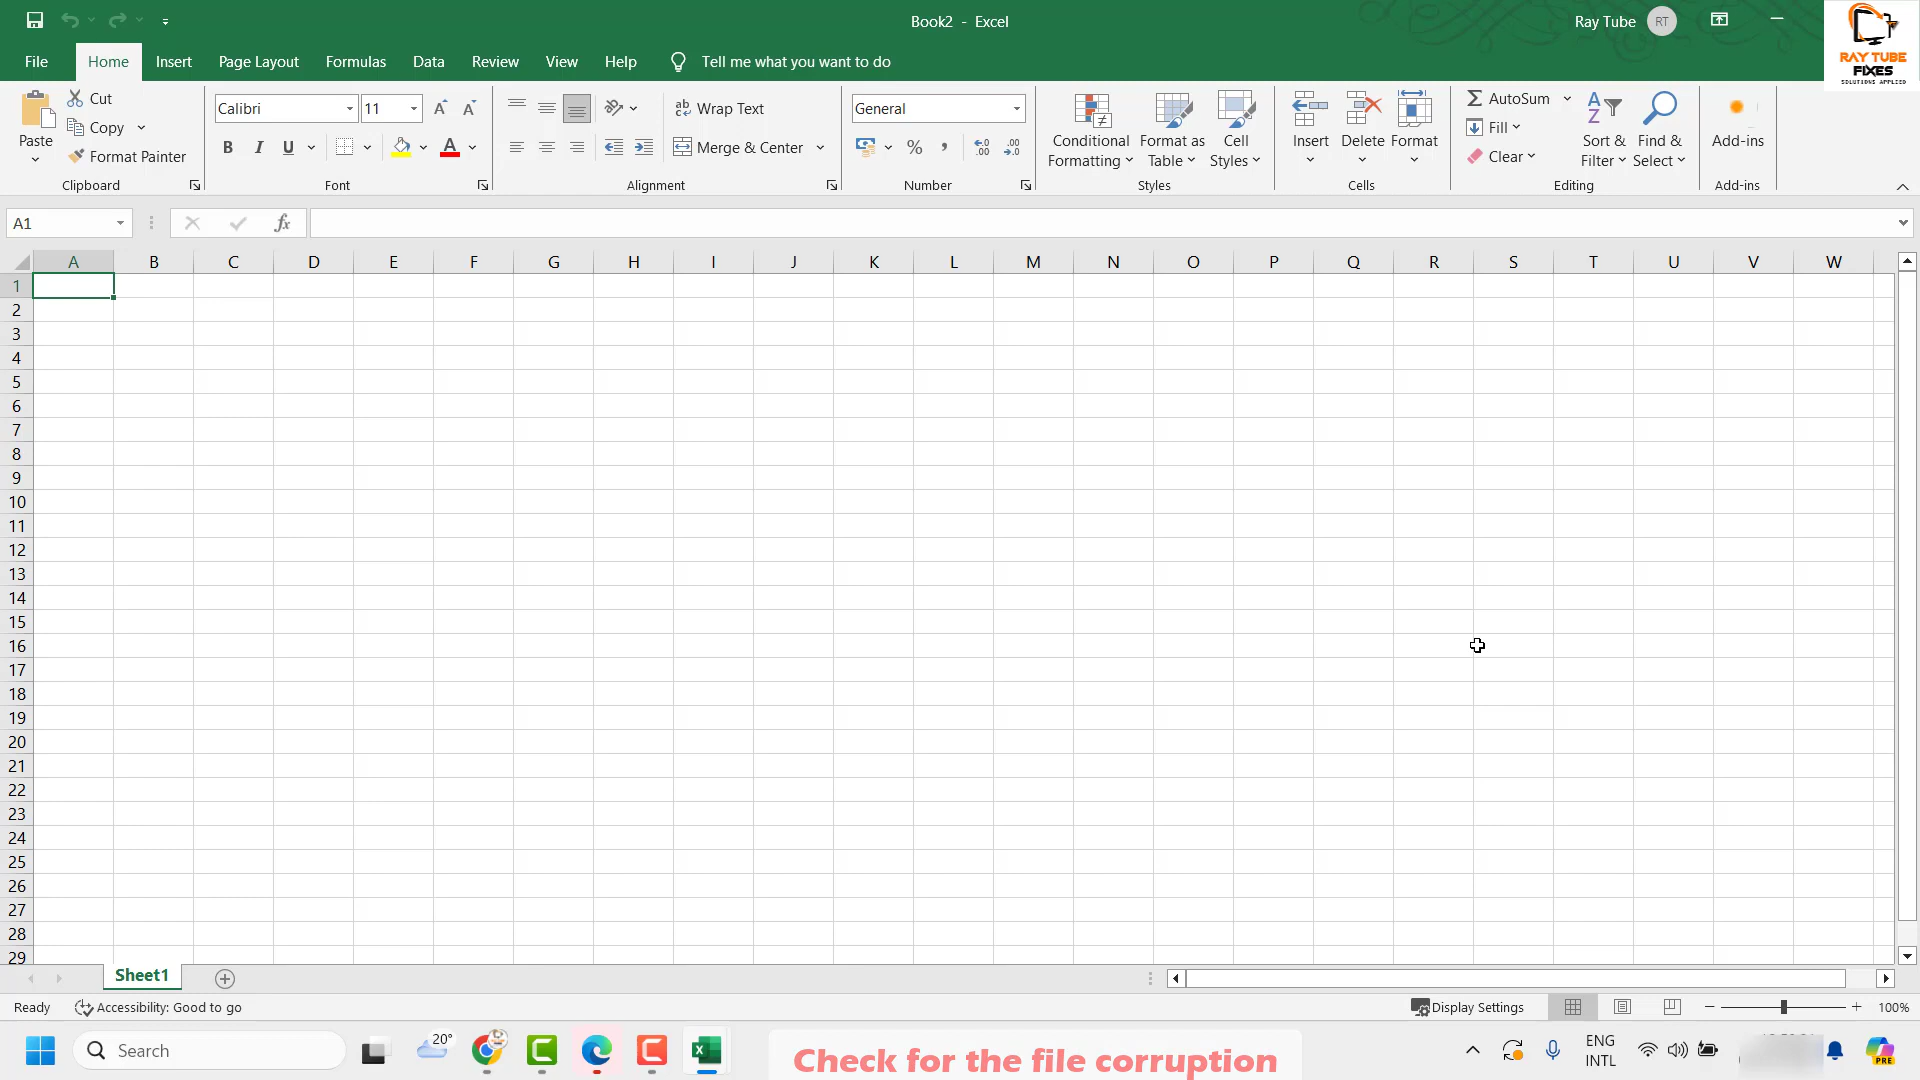 Book2 - Excel
Ray Tube RT
RAY TUBE
FIXES
SOLUTIONS APPLIED
File Home Insert Page Layout Formulas Data Review View Help Tell me what you want to do
Paste
Cut
Copy
Format Painter
Clipboard
Calibri 11
B I U A
Font
ab Wrap Text
Merge & Center
Alignment
General
% ,
Number
Conditional
Formatting
Format as
Table
Cell
Styles
Styles
Insert Delete Format
Cells
AutoSum
Fill
Clear
Sort &
Filter
Find &
Select
Editing
Add-ins
Add-ins
A1 fx
A B C D E F G H I J K L M N O P Q R S T U V W
1
2
3
4
5
6
7
8
9
10
11
12
13
14
15
16
17
18
19
20
21
22
23
24
25
26
27
28
29
Sheet1
Ready Accessibility: Good to go Display Settings 100%
Search 20°
Check for the file corruption
ENG
INTL
PRE